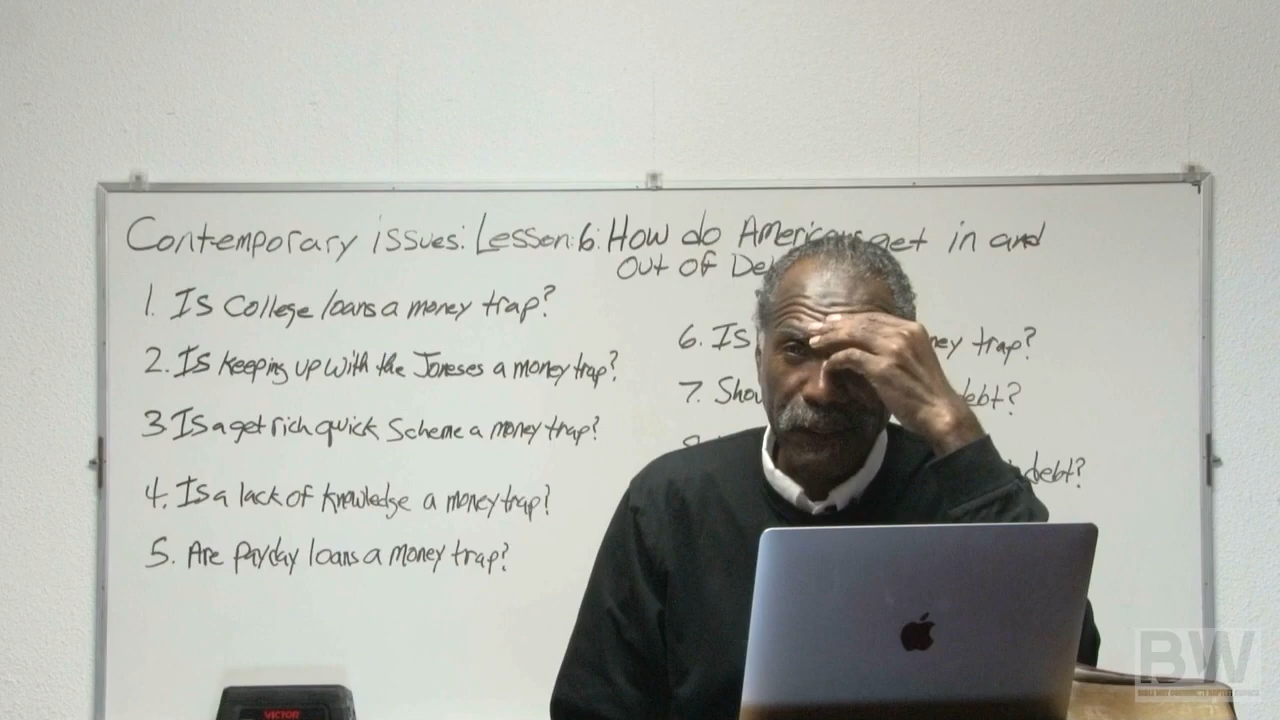 Contemporary issues: Lesson: 6: How do Americans get in and
out of De
1. Is College loans a money trap?
2. Is Keeping up with the Joneses a money trap?
3 Is a get rich quick Scheme a money trap?
4. Is a lack of knowledge a money trap?
5. Are Payday loans a money trap?
6. Is ney trap?
7. Shou ebt?
debt?
VICTOR
BW